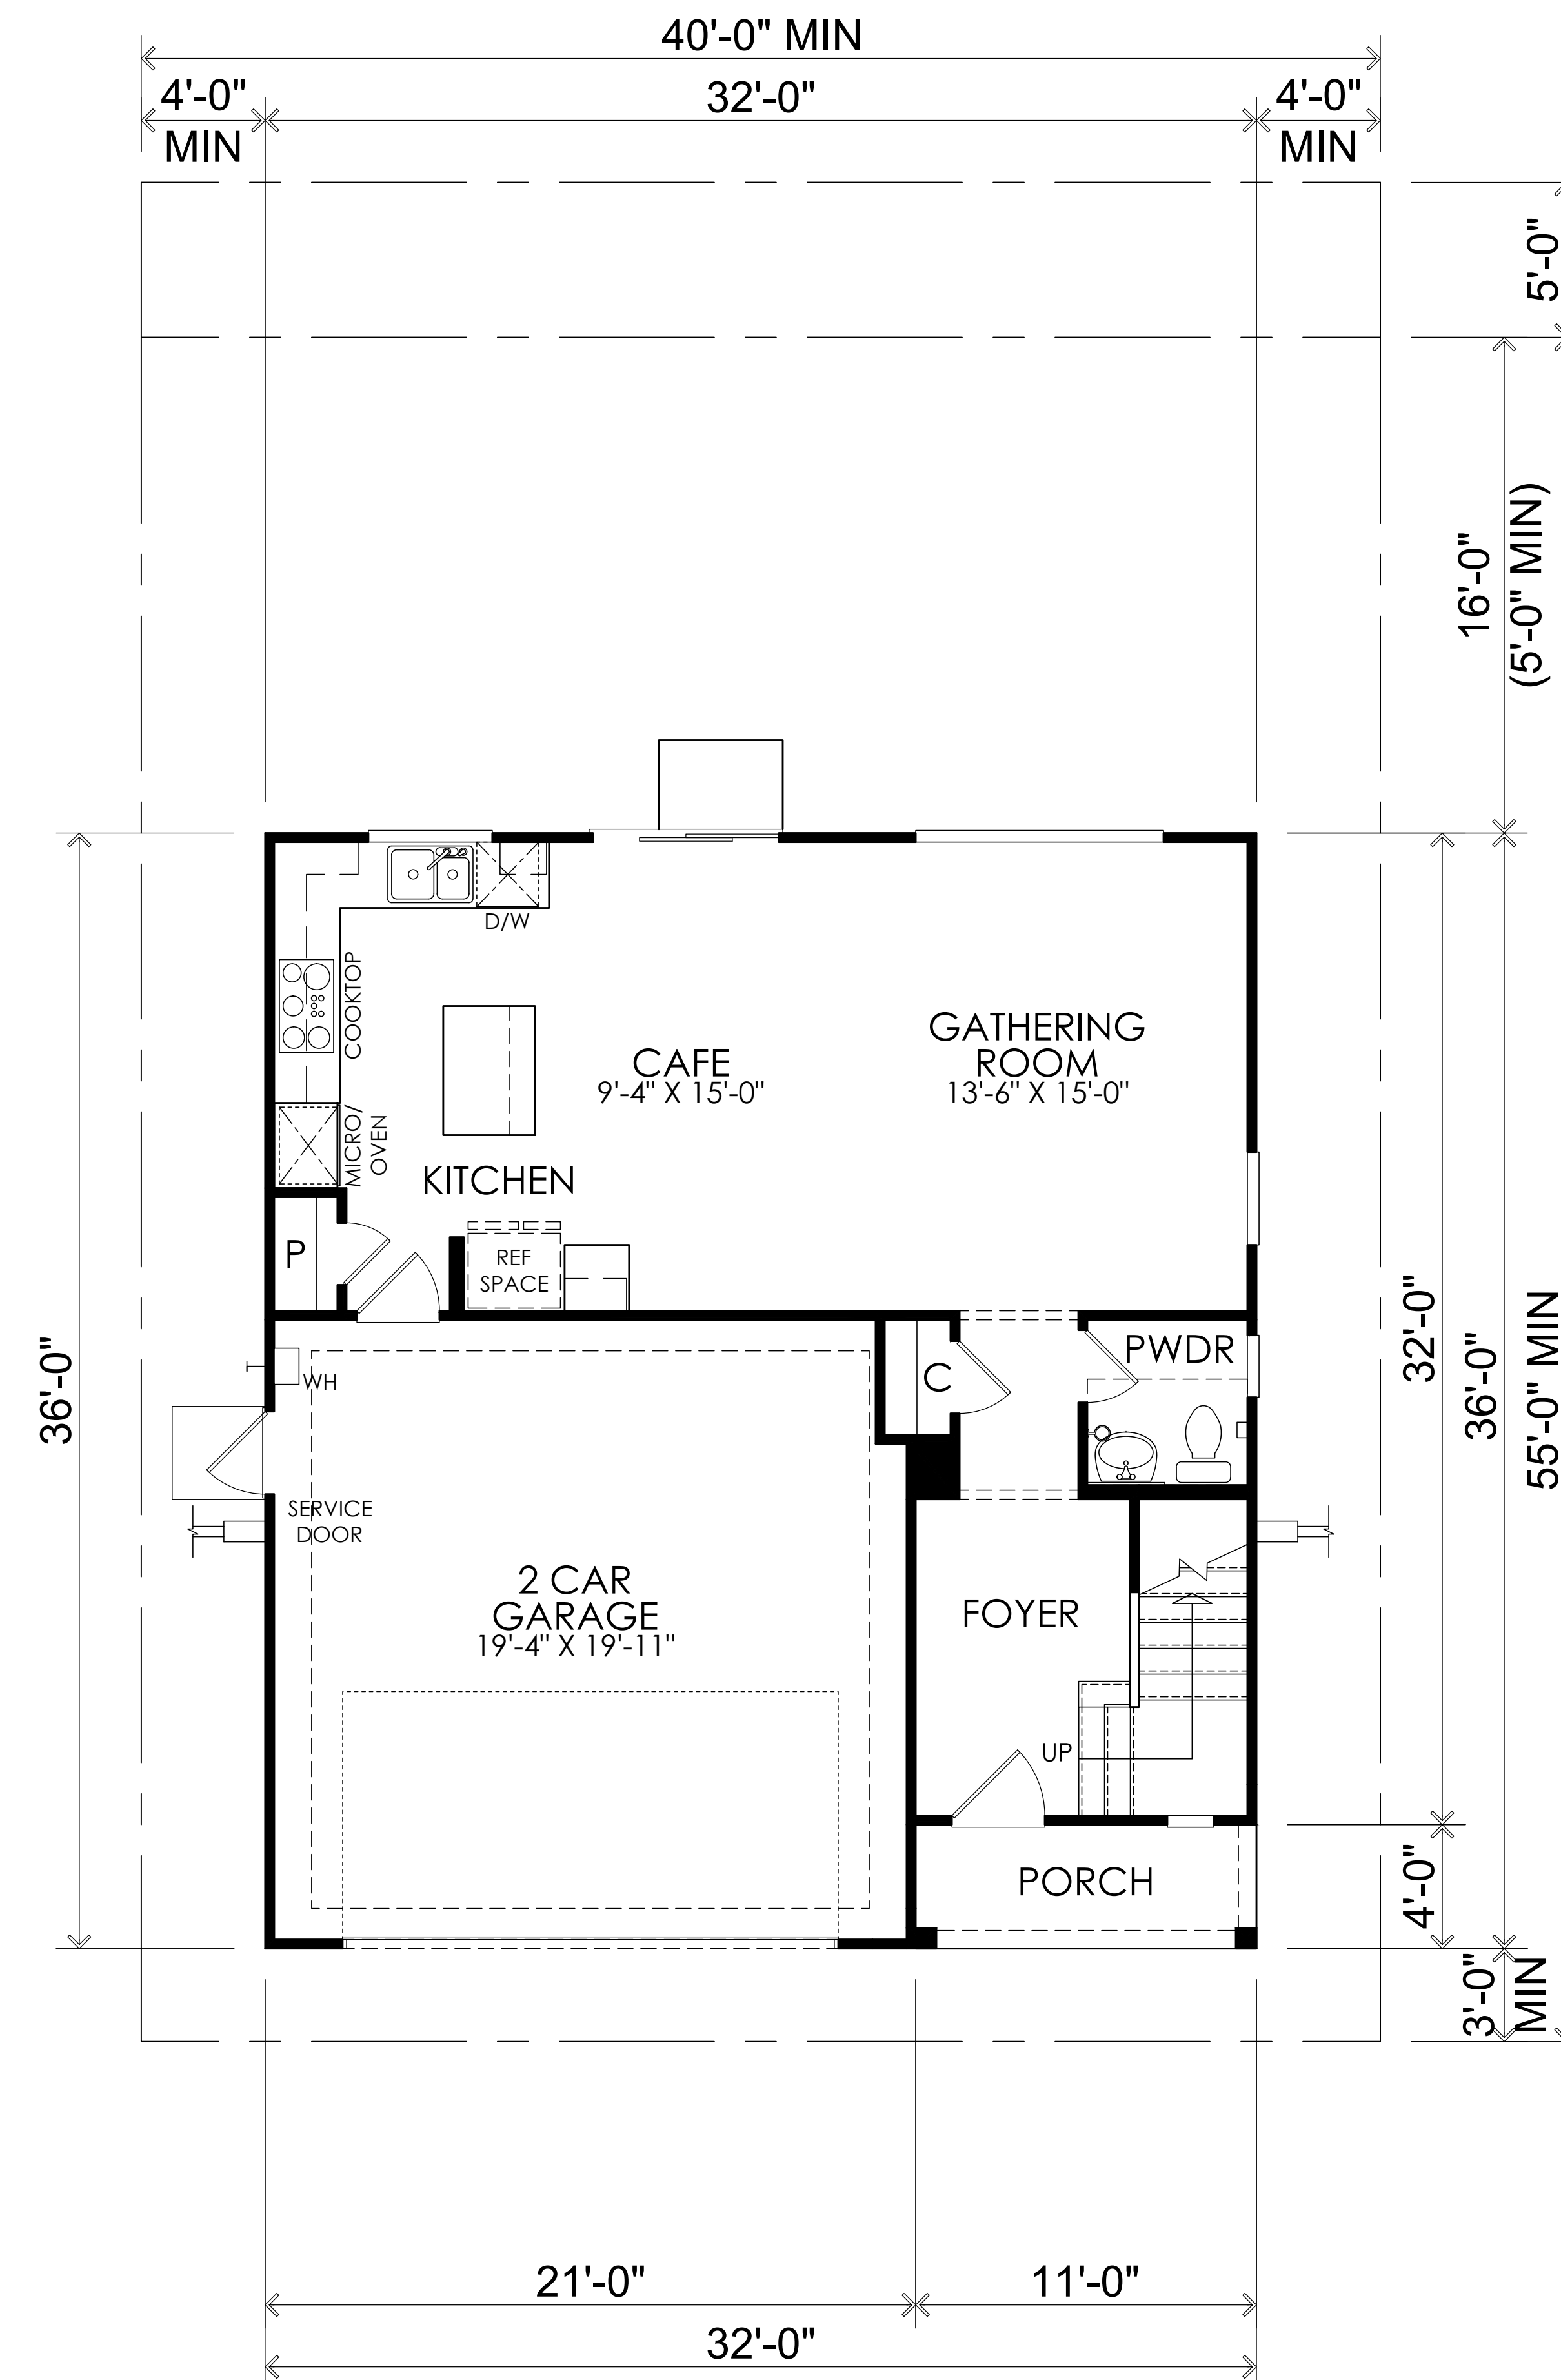 40'-0" MIN
4'-0"
MIN
32'-0"
4'-0"
MIN
5'-0"
16'-0"
(5'-0" MIN)
D/W
COOKTOP
GATHERING
ROOM
13'-6" X 15'-0"
CAFE
9'-4" X 15'-0"
MICRO/
OVEN
KITCHEN
P
REF
SPACE
36'-0"
WH
C
PWDR
32'-0"
36'-0"
55'-0" MIN
SERVICE
DOOR
2 CAR
GARAGE
19'-4" X 19'-11"
FOYER
UP
PORCH
4'-0"
3'-0"
MIN
21'-0"
11'-0"
32'-0"